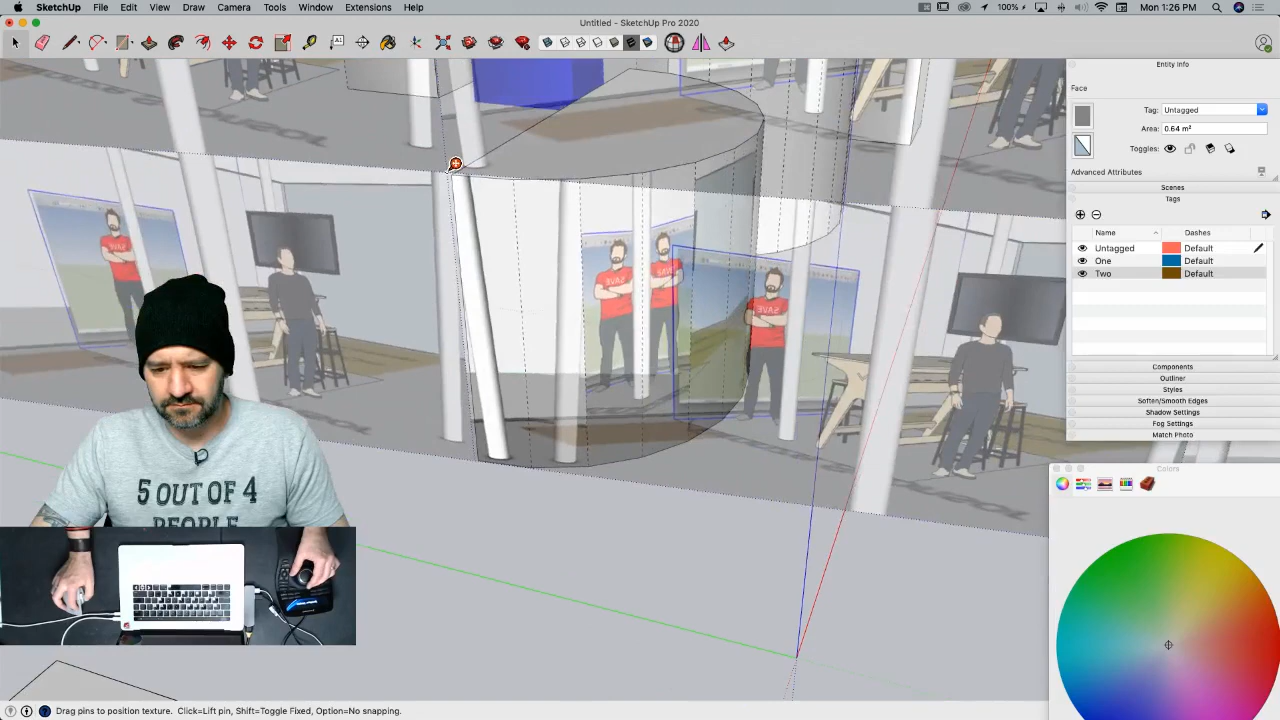 SketchUp File Edit View Draw Camera Tools Window Extensions Help 100% Mon 1:26 PM
Untitled - SketchUp Pro 2020
Entity Info
Face
Tag: Untagged
Area: 0.64 m²
Toggles:
Advanced Attributes
Scenes
Tags
Name Dashes
Untagged Default
One Default
Two Default
Components
Outliner
Styles
Soften/Smooth Edges
Shadow Settings
Fog Settings
Match Photo
Colors
5 OUT OF 4
PEOPLE
Drag pins to position texture. Click=Lift pin, Shift=Toggle Fixed, Option=No snapping.